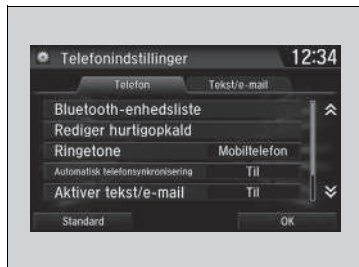 Telefonindstillinger 12:34
Telefon Tekst/e-mail
Bluetooth-enhedsliste
Rediger hurtigopkald
Ringetone Mobiltelefon
Automatisk telefonsynkronisering Til
Aktiver tekst/e-mail Til
Standard OK